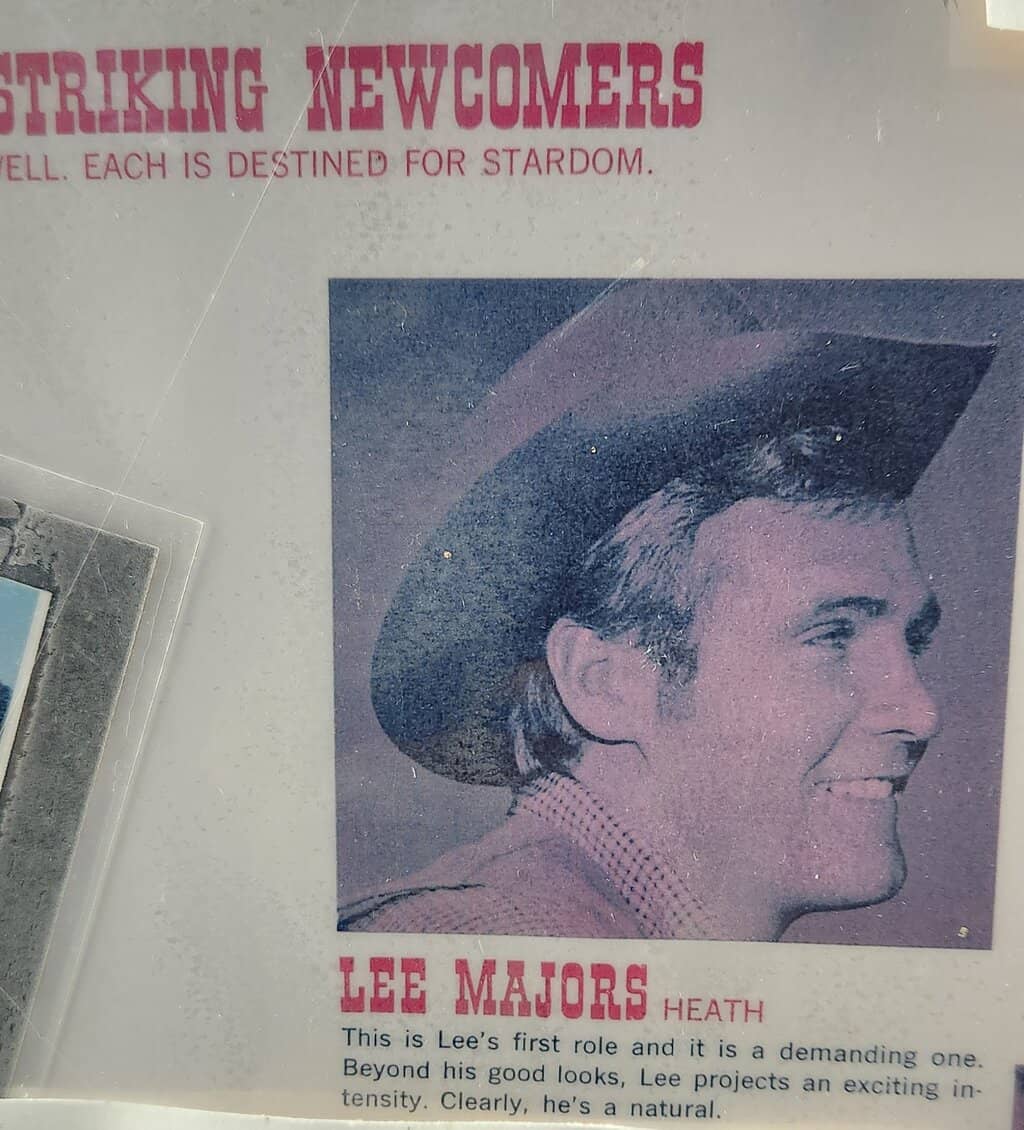 STRIKING NEWCOMERS
ELL. EACH IS DESTINED FOR STARDOM.
LEE MAJORS HEATH
This is Lee's first role and it is a demanding one.
Beyond his good looks, Lee projects an exciting in-
tensity. Clearly, he's a natural.